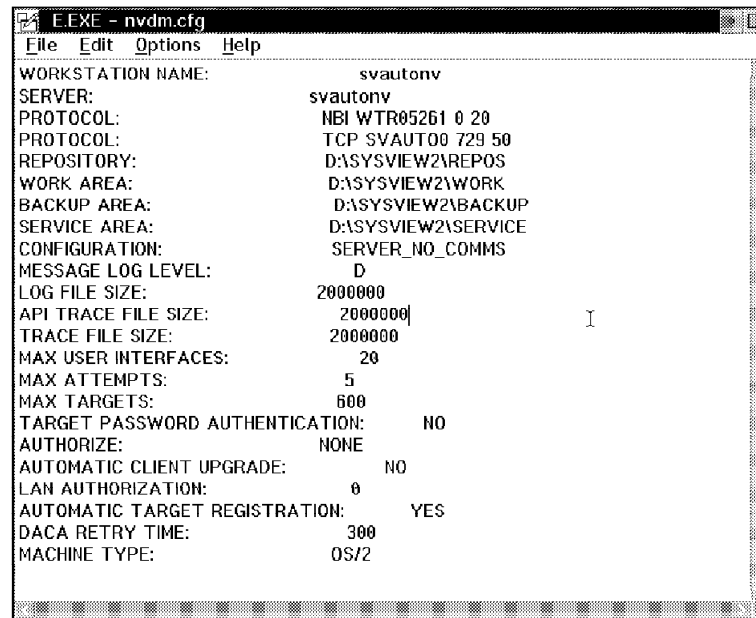 E.EXE - nvdm.cfg
File Edit Options Help
WORKSTATION NAME: svautonv
SERVER: svautonv
PROTOCOL: NBI WTR05261 0 20
PROTOCOL: TCP SVAUTO0 729 50
REPOSITORY: D:\SYSVIEW2\REPOS
WORK AREA: D:\SYSVIEW2\WORK
BACKUP AREA: D:\SYSVIEW2\BACKUP
SERVICE AREA: D:\SYSVIEW2\SERVICE
CONFIGURATION: SERVER_NO_COMMS
MESSAGE LOG LEVEL: D
LOG FILE SIZE: 2000000
API TRACE FILE SIZE: 2000000
TRACE FILE SIZE: 2000000
MAX USER INTERFACES: 20
MAX ATTEMPTS: 5
MAX TARGETS: 600
TARGET PASSWORD AUTHENTICATION: NO
AUTHORIZE: NONE
AUTOMATIC CLIENT UPGRADE: NO
LAN AUTHORIZATION: 0
AUTOMATIC TARGET REGISTRATION: YES
DACA RETRY TIME: 300
MACHINE TYPE: OS/2